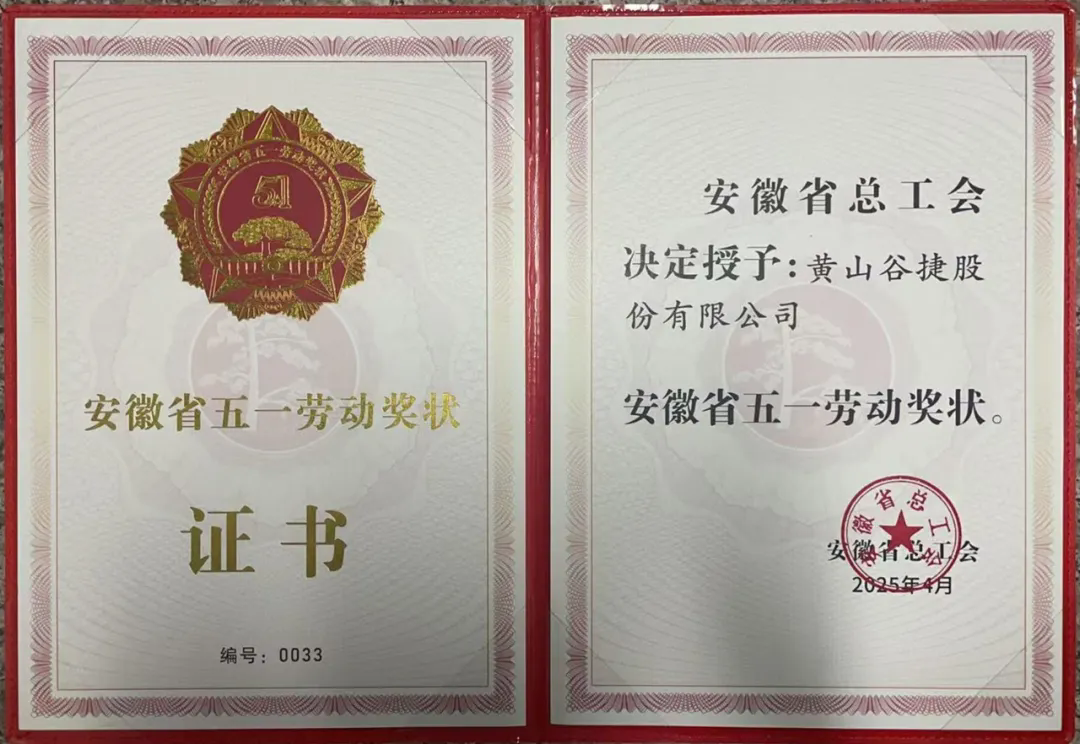 安徽省五一劳动奖状
51
安徽省五一劳动奖状
证书
编号：0033
安徽省总工会
决定授予：黄山谷捷股
份有限公司
安徽省五一劳动奖状。
安徽省总工会
安徽省总工会
2025年4月